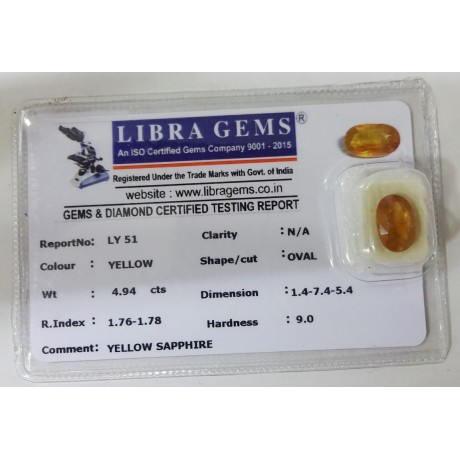 LIBRA GEMS®
An ISO Certified Gems Company 9001 - 2015
Registered Under the Trade Marks with Govt. of India
website : www.libragems.co.in
GEMS & DIAMOND CERTIFIED TESTING REPORT
ReportNo: LY 51 Clarity : N/A
Colour : YELLOW Shape/cut : OVAL
Wt : 4.94 cts Dimension : 1.4-7.4-5.4
R.Index : 1.76-1.78 Hardness : 9.0
Comment: YELLOW SAPPHIRE